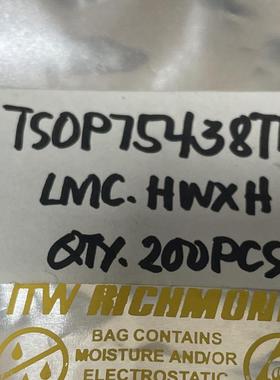 TSOP75438T
LMC. HWXH
QTY. 200PCS
ITW RICHMON
BAG CONTAINS
MOISTURE AND/OR
ELECTROSTATIC